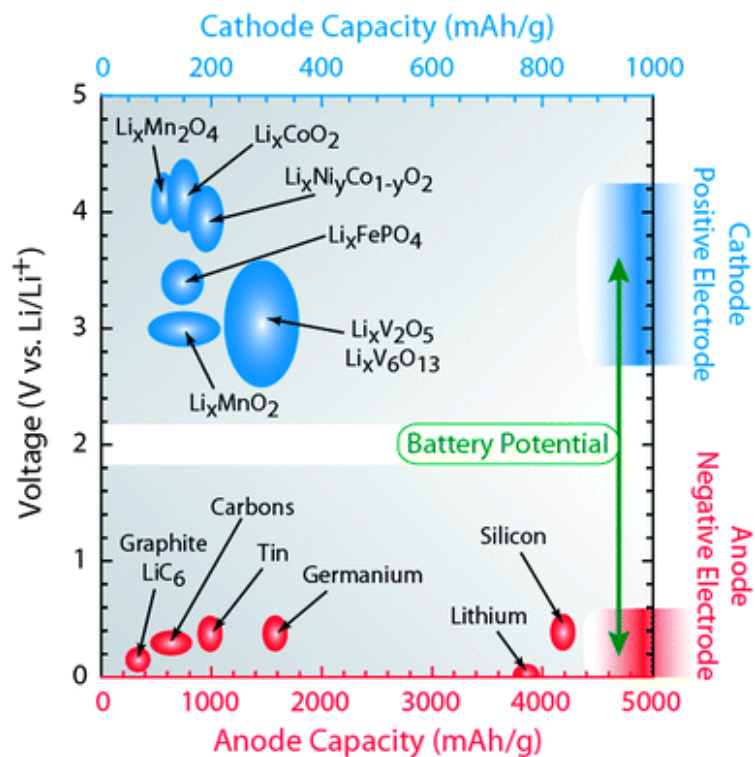 Cathode Capacity (mAh/g)
0 200 400 600 800 1000
5
4
3
2
1
0
Voltage (V vs. Li/Li⁺)
LiₓMn₂O₄
LiₓCoO₂
LiₓNiᵧCo₁₋ᵧO₂
LiₓFePO₄
LiₓV₂O₅
LiₓV₆O₁₃
LiₓMnO₂
Cathode
Positive Electrode
Battery Potential
Anode
Negative Electrode
Carbons
Graphite
LiC₆
Tin
Germanium
Silicon
Lithium
0 1000 2000 3000 4000 5000
Anode Capacity (mAh/g)